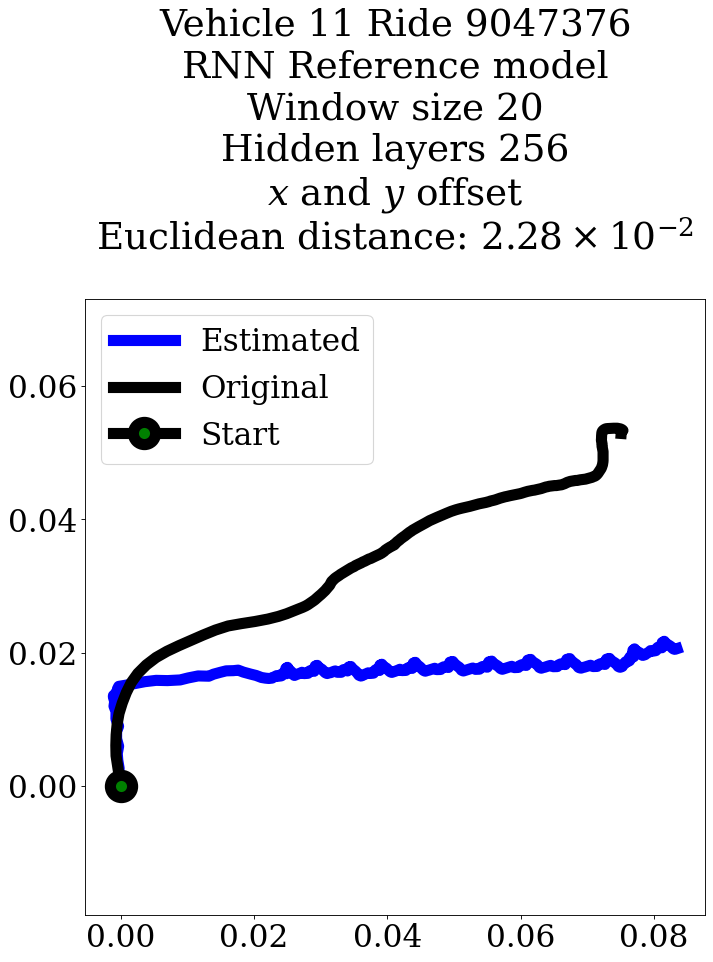 Vehicle 11 Ride 9047376
RNN Reference model
Window size 20
Hidden layers 256
x and y offset
Euclidean distance: 2.28 × 10⁻²
Estimated
Original
Start
0.06
0.04
0.02
0.00
0.00 0.02 0.04 0.06 0.08